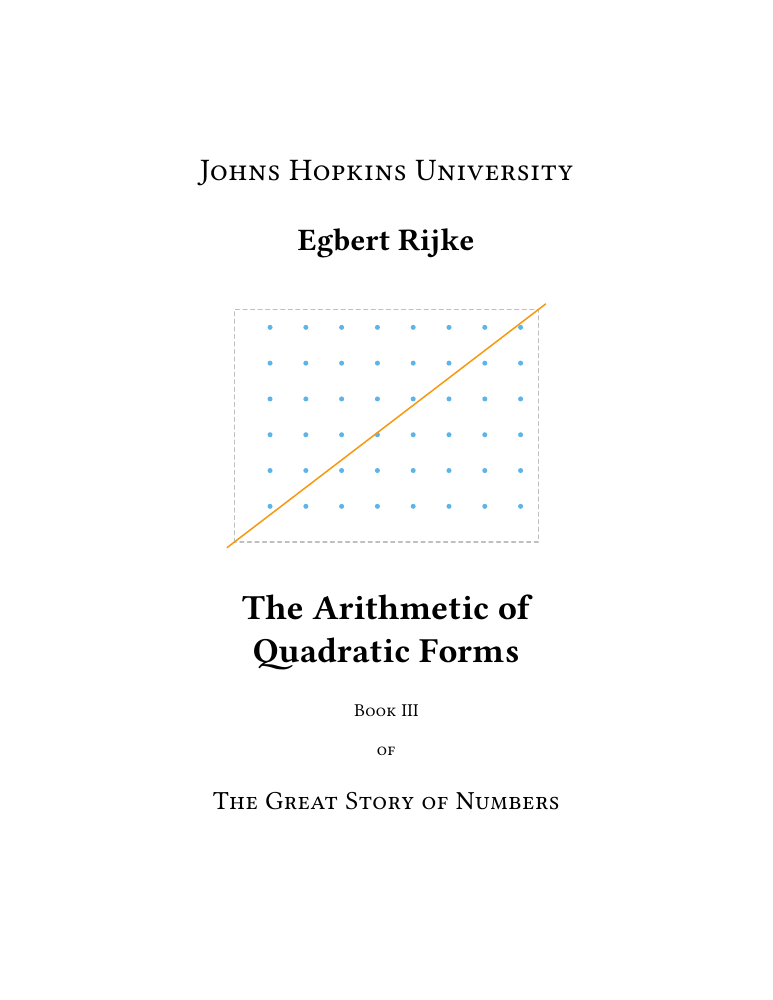 Johns Hopkins University
Egbert Rijke
The Arithmetic of
Quadratic Forms
Book III
of
The Great Story of Numbers